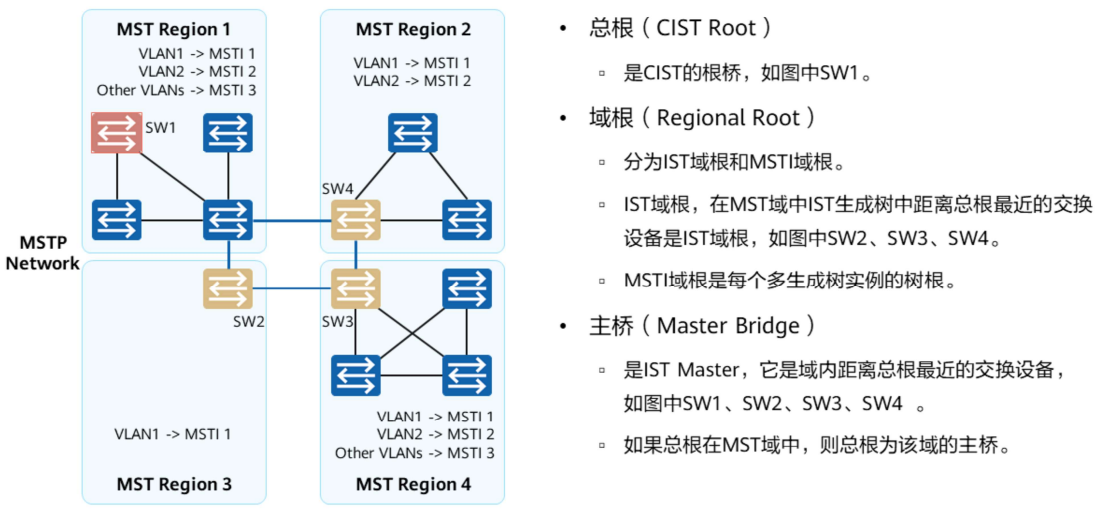 MST Region 1
VLAN1 -> MSTI 1
VLAN2 -> MSTI 2
Other VLANs -> MSTI 3
SW1
MST Region 2
VLAN1 -> MSTI 1
VLAN2 -> MSTI 2
SW4
MSTP
Network
SW2
VLAN1 -> MSTI 1
MST Region 3
SW3
VLAN1 -> MSTI 1
VLAN2 -> MSTI 2
Other VLANs -> MSTI 3
MST Region 4
• 总根（CIST Root）
▫ 是CIST的根桥，如图中SW1。
• 域根（Regional Root）
▫ 分为IST域根和MSTI域根。
▫ IST域根，在MST域中IST生成树中距离总根最近的交换
设备是IST域根，如图中SW2、SW3、SW4。
▫ MSTI域根是每个多生成树实例的树根。
• 主桥（Master Bridge）
▫ 是IST Master，它是域内距离总根最近的交换设备，
如图中SW1、SW2、SW3、SW4 。
▫ 如果总根在MST域中，则总根为该域的主桥。